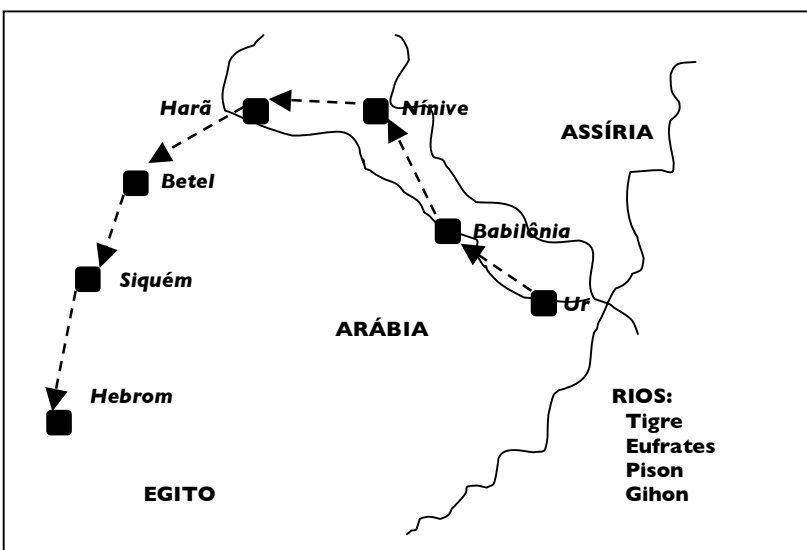 Harã
Nínive
ASSÍRIA
Betel
Babilônia
Siquém
Ur
ARÁBIA
Hebrom
RIOS:
Tigre
Eufrates
Pison
Gihon
EGITO